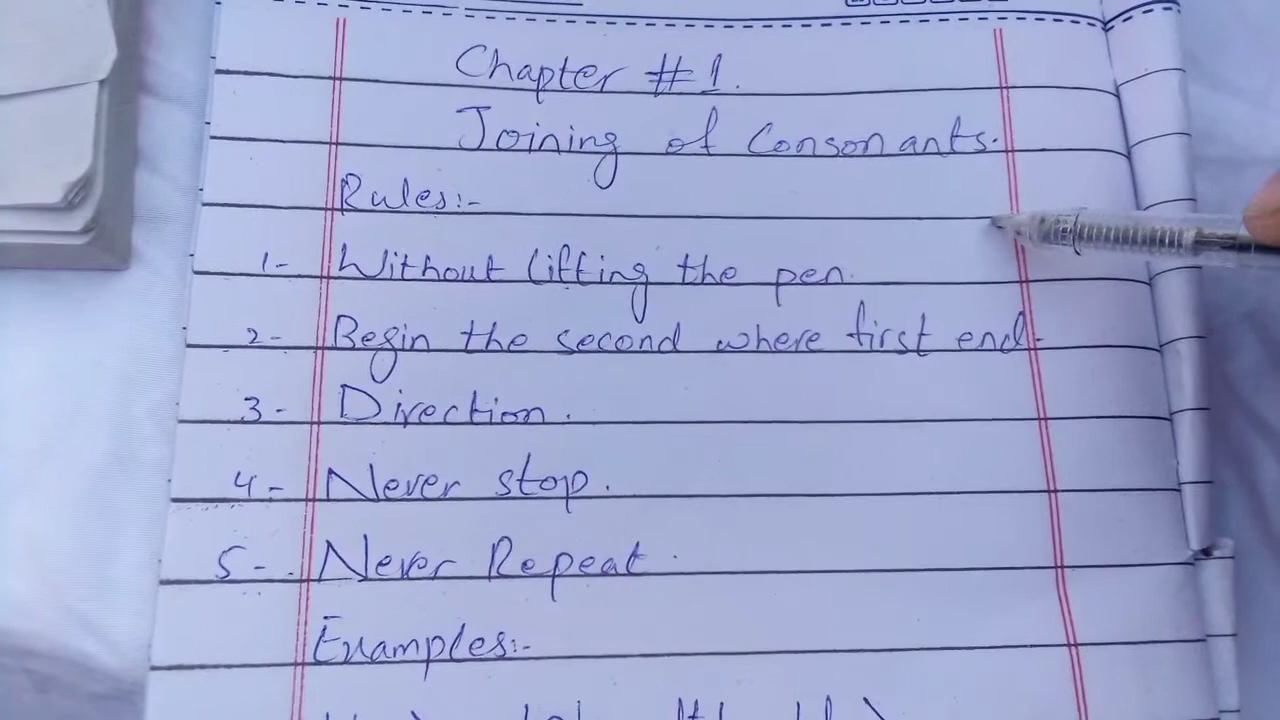 Chapter #1.
Joining of Consonants.
Rules:-
1- Without lifting the pen.
2- Begin the second where first end.
3- Direction.
4- Never stop.
5- Never Repeat.
Examples:-